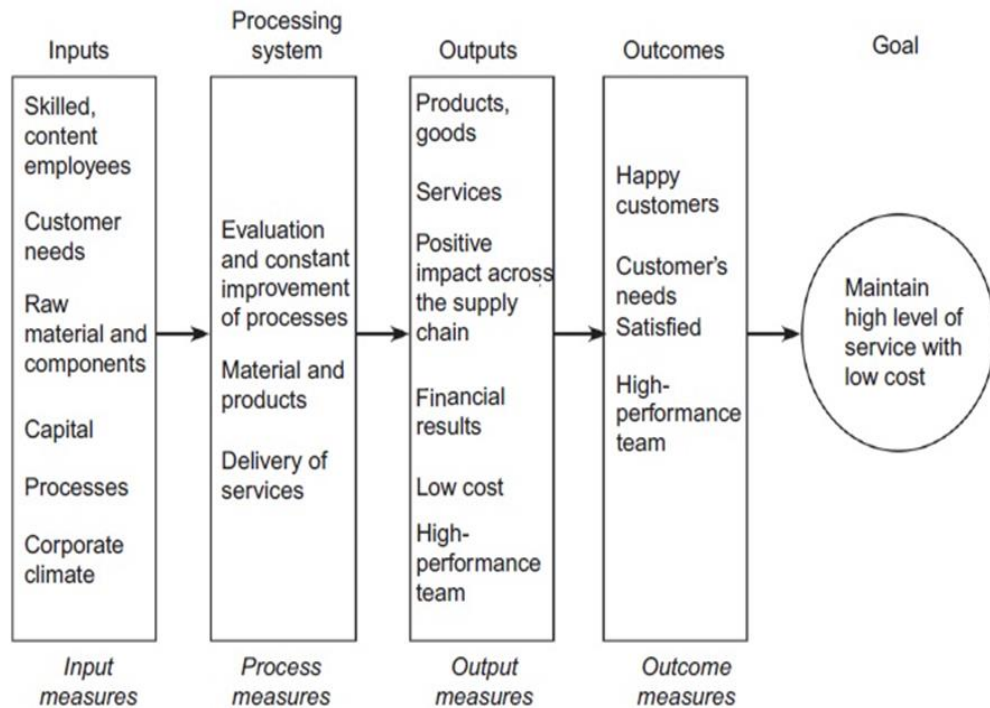 Inputs
Skilled,
content
employees
Customer
needs
Raw
material and
components
Capital
Processes
Corporate
climate
Input
measures
Processing
system
Evaluation
and constant
improvement
of processes
Material and
products
Delivery of
services
Process
measures
Outputs
Products,
goods
Services
Positive
impact across
the supply
chain
Financial
results
Low cost
High-
performance
team
Output
measures
Outcomes
Happy
customers
Customer's
needs
Satisfied
High-
performance
team
Outcome
measures
Goal
Maintain
high level of
service with
low cost